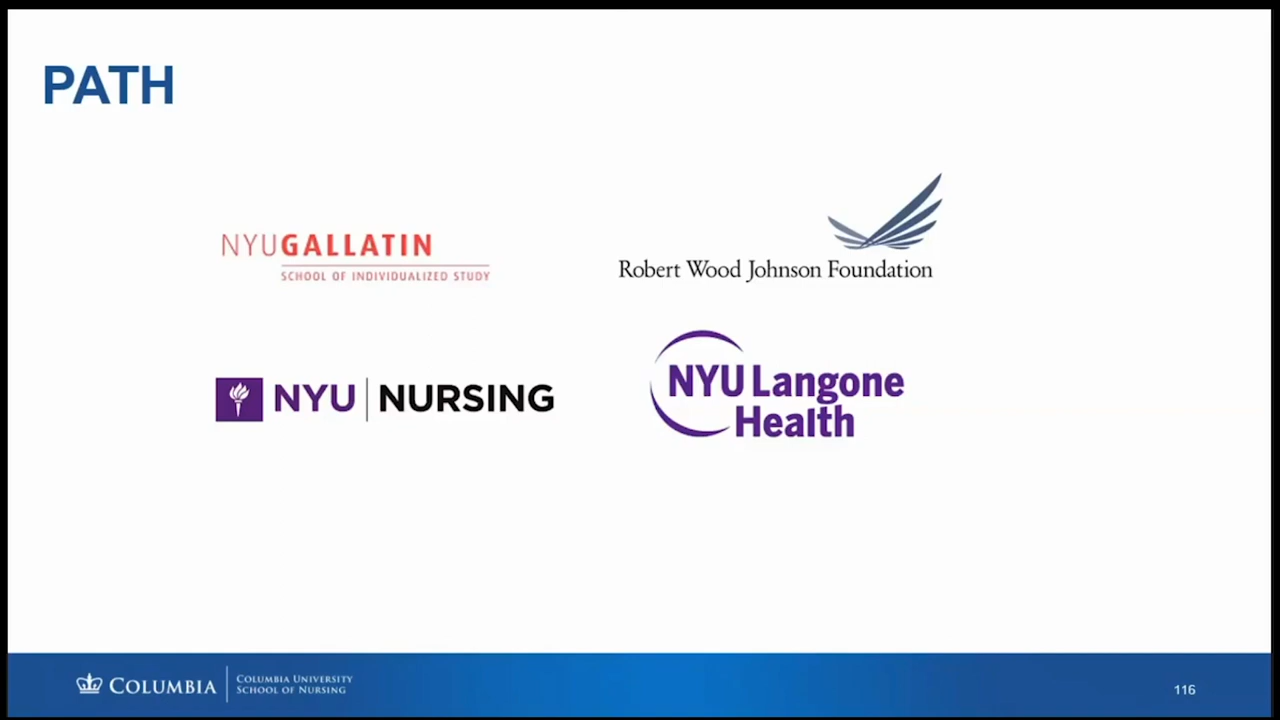 PATH
NYUGALLATIN
SCHOOL OF INDIVIDUALIZED STUDY
Robert Wood Johnson Foundation
NYU NURSING
NYU Langone
Health
COLUMBIA
COLUMBIA UNIVERSITY
SCHOOL OF NURSING
116